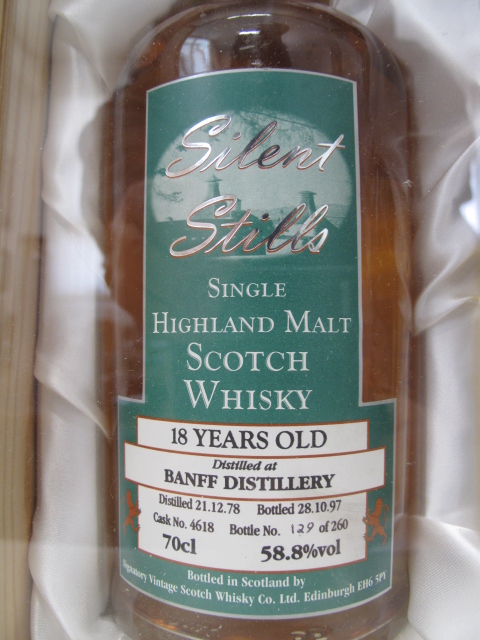 Silent
Stills
SINGLE
HIGHLAND MALT
SCOTCH
WHISKY
18 YEARS OLD
Distilled at
BANFF DISTILLERY
Distilled 21.12.78 Bottled 28.10.97
Cask No. 4618 Bottle No. 129 of 260
70cl 58.8%vol
Bottled in Scotland by
Signatory Vintage Scotch Whisky Co. Ltd. Edinburgh EH6 5PY